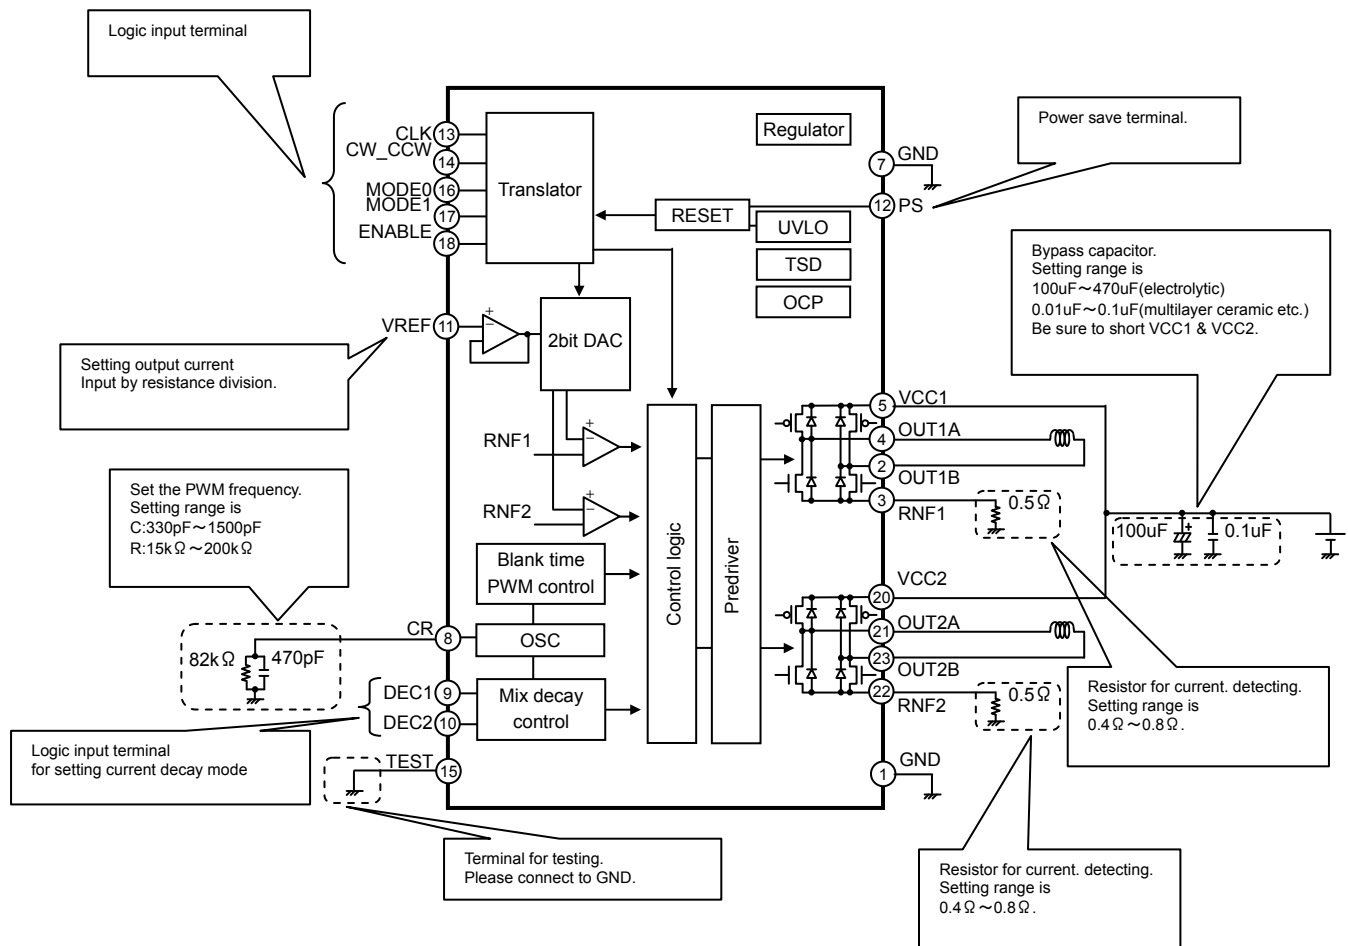 Logic input terminal
Power save terminal.
Regulator
CLK 13
CW_CCW 14
MODE0 16
MODE1 17
ENABLE 18
Translator
7 GND
RESET
12 PS
UVLO
TSD
OCP
Bypass capacitor.
Setting range is
100uF~470uF(electrolytic)
0.01uF~0.1uF(multilayer ceramic etc.)
Be sure to short VCC1 & VCC2.
VREF 11
+
−
2bit DAC
Setting output current
Input by resistance division.
RNF1
+
−
RNF2
+
−
Control logic
Predriver
5 VCC1
4 OUT1A
2 OUT1B
3 RNF1
0.5Ω
100uF
+
0.1uF
Set the PWM frequency.
Setting range is
C:330pF~1500pF
R:15kΩ~200kΩ
Blank time
PWM control
OSC
CR 8
82kΩ
470pF
Mix decay
control
DEC1 9
DEC2 10
TEST 15
20 VCC2
21 OUT2A
23 OUT2B
22 RNF2
0.5Ω
1 GND
Logic input terminal
for setting current decay mode
Resistor for current. detecting.
Setting range is
0.4Ω~0.8Ω.
Terminal for testing.
Please connect to GND.
Resistor for current. detecting.
Setting range is
0.4Ω~0.8Ω.